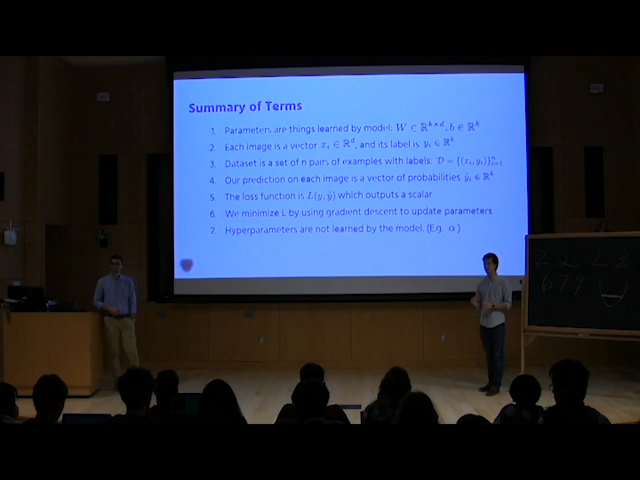 Summary of Terms
1. Parameters are things learned by model: W ⊂ ℝ^{k×d}, b ∈ ℝ^k
2. Each image is a vector x_i ∈ ℝ^d, and its label is y_i ∈ ℝ^k
3. Dataset is a set of n pairs of examples with labels: 𝒟 = {(x_i, y_i)}_{i=1}^n
4. Our prediction on each image is a vector of probabilities ŷ_i ∈ ℝ^k
5. The loss function is L(y, ŷ) which outputs a scalar
6. We minimize L by using gradient descent to update parameters
7. Hyperparameters are not learned by the model. (E.g. α)